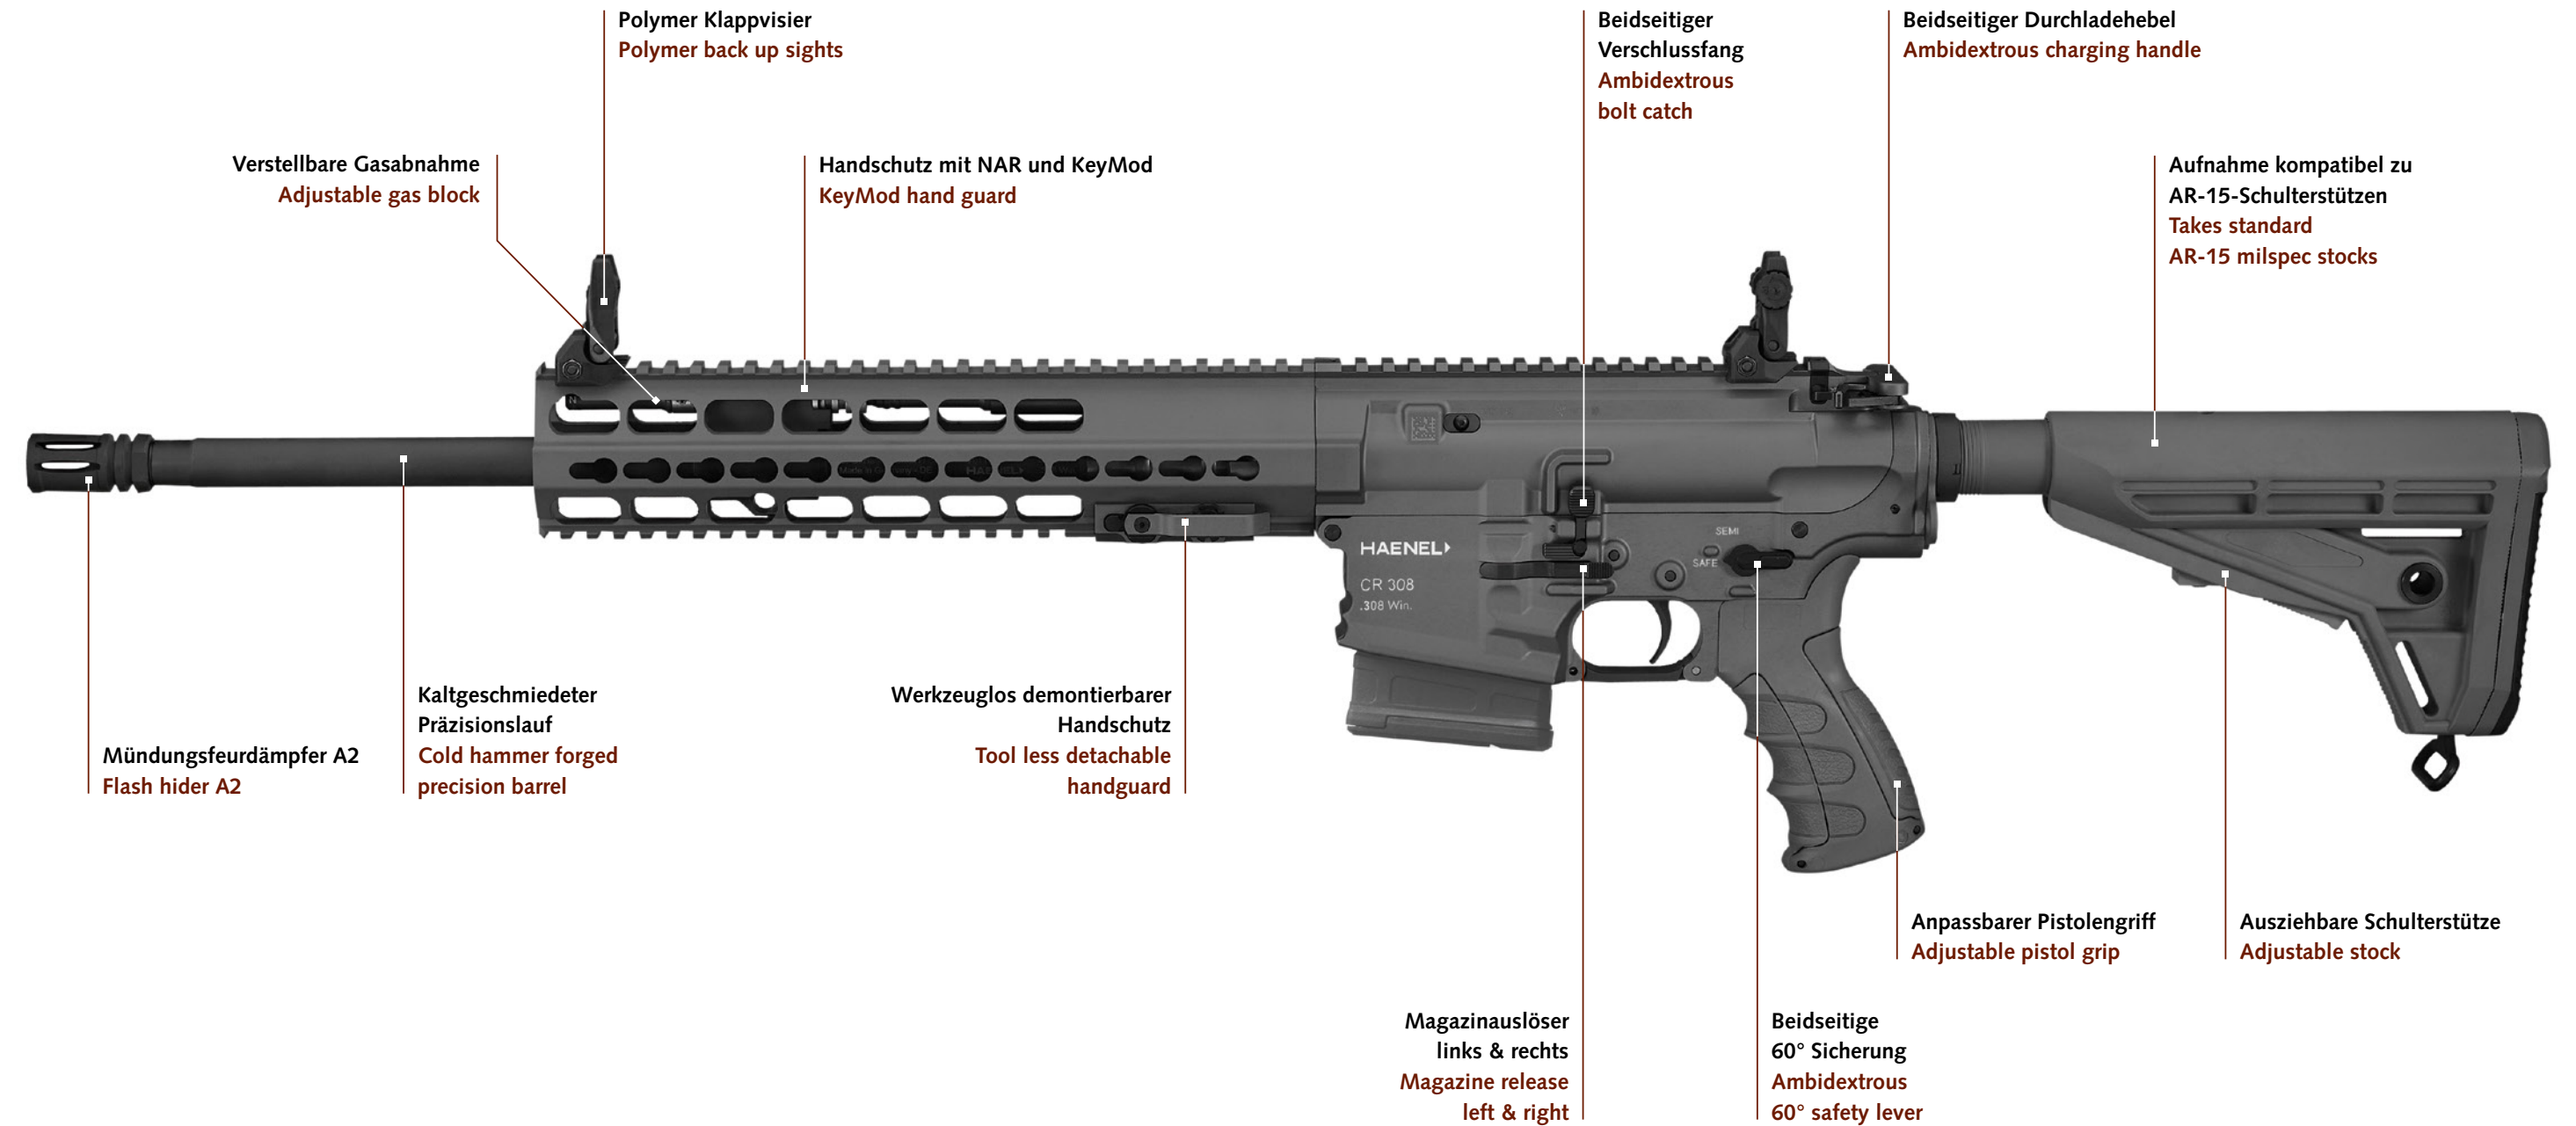 Polymer Klappvisier
Polymer back up sights
Beidseitiger
Verschlussfang
Ambidextrous
bolt catch
Beidseitiger Durchladehebel
Ambidextrous charging handle
Verstellbare Gasabnahme
Adjustable gas block
Handschutz mit NAR und KeyMod
KeyMod hand guard
Aufnahme kompatibel zu
AR-15-Schulterstützen
Takes standard
AR-15 milspec stocks
SEMI
SAFE
HAENEL
CR 308
.308 Win.
Mündungsfeurdämpfer A2
Flash hider A2
Kaltgeschmiedeter
Präzisionslauf
Cold hammer forged
precision barrel
Werkzeuglos demontierbarer
Handschutz
Tool less detachable
handguard
Anpassbarer Pistolengriff
Adjustable pistol grip
Ausziehbare Schulterstütze
Adjustable stock
Magazinauslöser
links & rechts
Magazine release
left & right
Beidseitige
60° Sicherung
Ambidextrous
60° safety lever